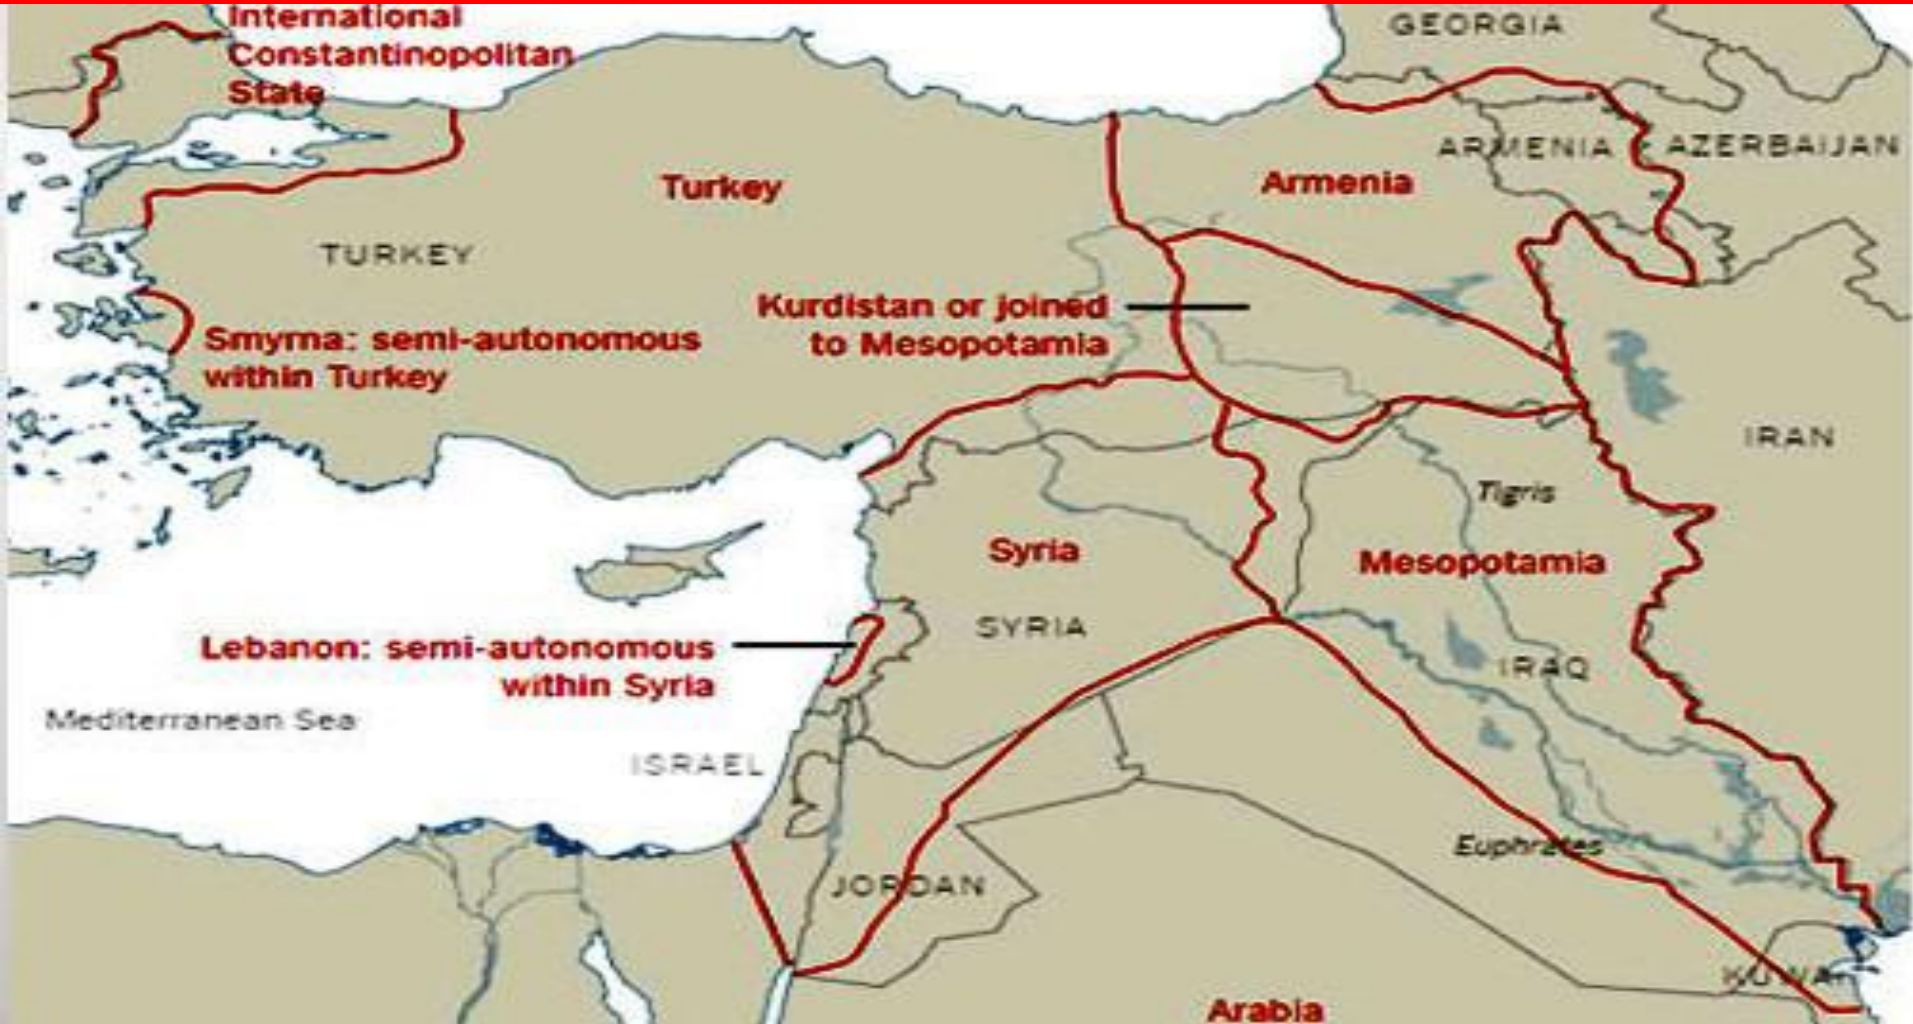 International
Constantinopolitan
State
GEORGIA
ARMENIA
AZERBAIJAN
Turkey
Armenia
TURKEY
Kurdistan or joined
to Mesopotamia
Smyrna: semi-autonomous
within Turkey
IRAN
Tigris
Syria
Mesopotamia
SYRIA
Lebanon: semi-autonomous
within Syria
IRAQ
Mediterranean Sea
ISRAEL
Euphrates
JORDAN
KUWAIT
Arabia